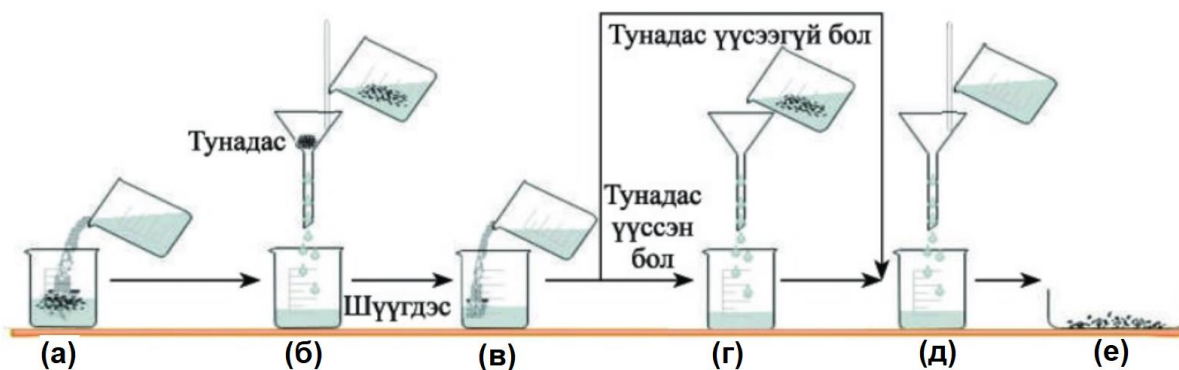 Тунадас үүсээгүй бол
Тунадас
Тунадас
үүссэн
бол
Шүүгдэс
(а)
(б)
(в)
(г)
(д)
(е)